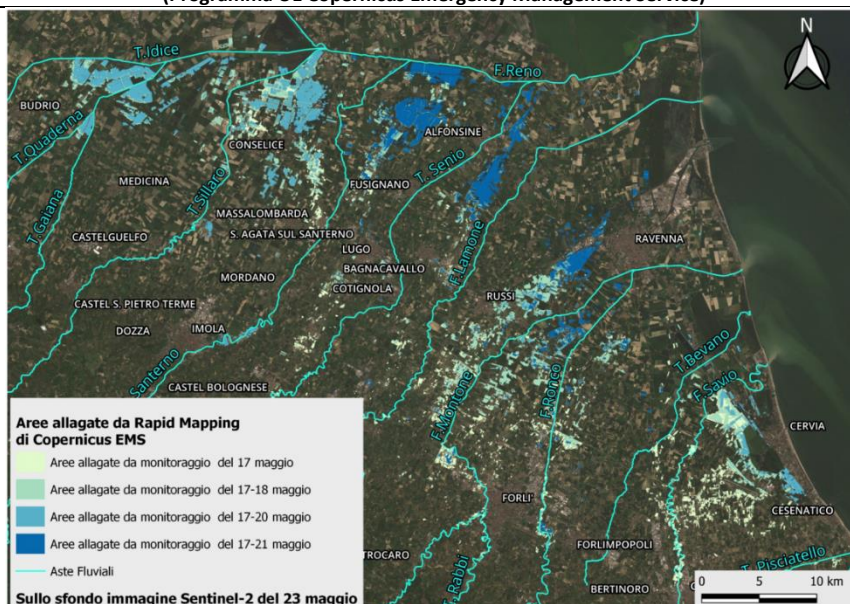 (Programma UE Copernicus Emergency Management Service)
N
T.Idice
F.Reno
BUDRIO
T.Quaderna
CONSELICE
ALFONSINE
T. Senio
MEDICINA
T.Sillaro
FUSIGNANO
T.Gaiana
MASSALOMBARDA
CASTELGUELFO
S. AGATA SUL SANTERNO
RAVENNA
LUGO
F.Lamone
MORDANO
BAGNACAVALLO
COTIGNOLA
RUSSI
CASTEL S. PIETRO TERME
DOZZA
IMOLA
Santerno
CASTEL BOLOGNESE
F.Montone
F.Ronco
T.Bevano
F.Savio
CERVIA
FORLI'
CESENATICO
FORLIMPOPOLI
TROCARO
T. Rabbi
T. Pisciatello
BERTINORO
Aree allagate da Rapid Mapping
di Copernicus EMS
Aree allagate da monitoraggio del 17 maggio
Aree allagate da monitoraggio del 17-18 maggio
Aree allagate da monitoraggio del 17-20 maggio
Aree allagate da monitoraggio del 17-21 maggio
Aste Fluviali
Sullo sfondo immagine Sentinel-2 del 23 maggio
0 5 10 km